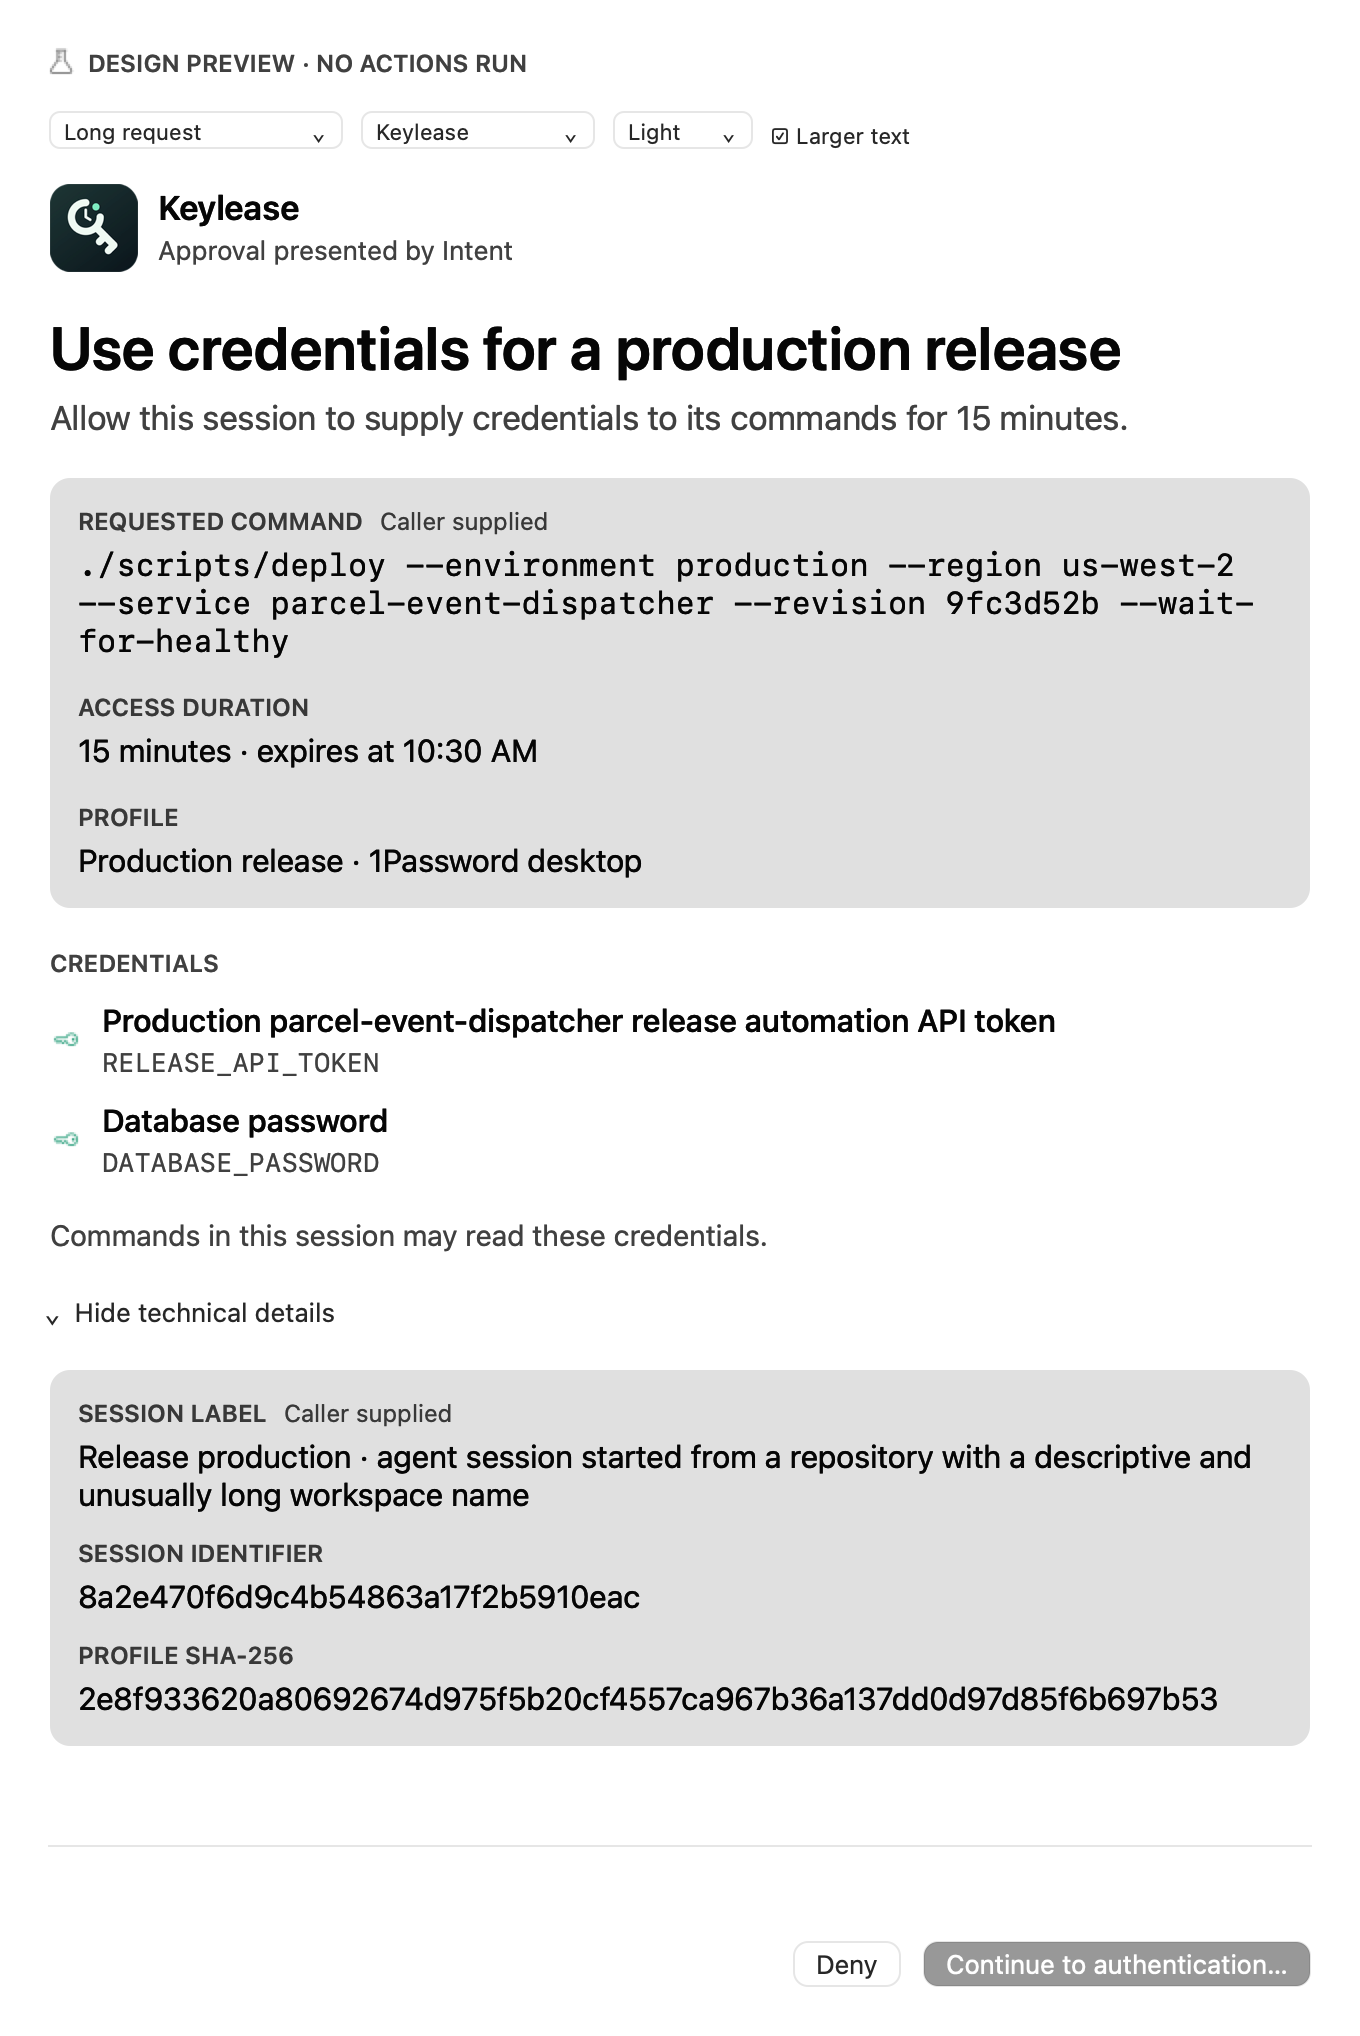 DESIGN PREVIEW · NO ACTIONS RUN
Long request
Keylease
Light
Larger text
Keylease
Approval presented by Intent
Use credentials for a production release
Allow this session to supply credentials to its commands for 15 minutes.
REQUESTED COMMAND Caller supplied
./scripts/deploy --environment production --region us-west-2
--service parcel-event-dispatcher --revision 9fc3d52b --wait-
for-healthy
ACCESS DURATION
15 minutes · expires at 10:30 AM
PROFILE
Production release · 1Password desktop
CREDENTIALS
Production parcel-event-dispatcher release automation API token
RELEASE_API_TOKEN
Database password
DATABASE_PASSWORD
Commands in this session may read these credentials.
Hide technical details
SESSION LABEL Caller supplied
Release production · agent session started from a repository with a descriptive and
unusually long workspace name
SESSION IDENTIFIER
8a2e470f6d9c4b54863a17f2b5910eac
PROFILE SHA-256
2e8f933620a80692674d975f5b20cf4557ca967b36a137dd0d97d85f6b697b53
Deny
Continue to authentication...